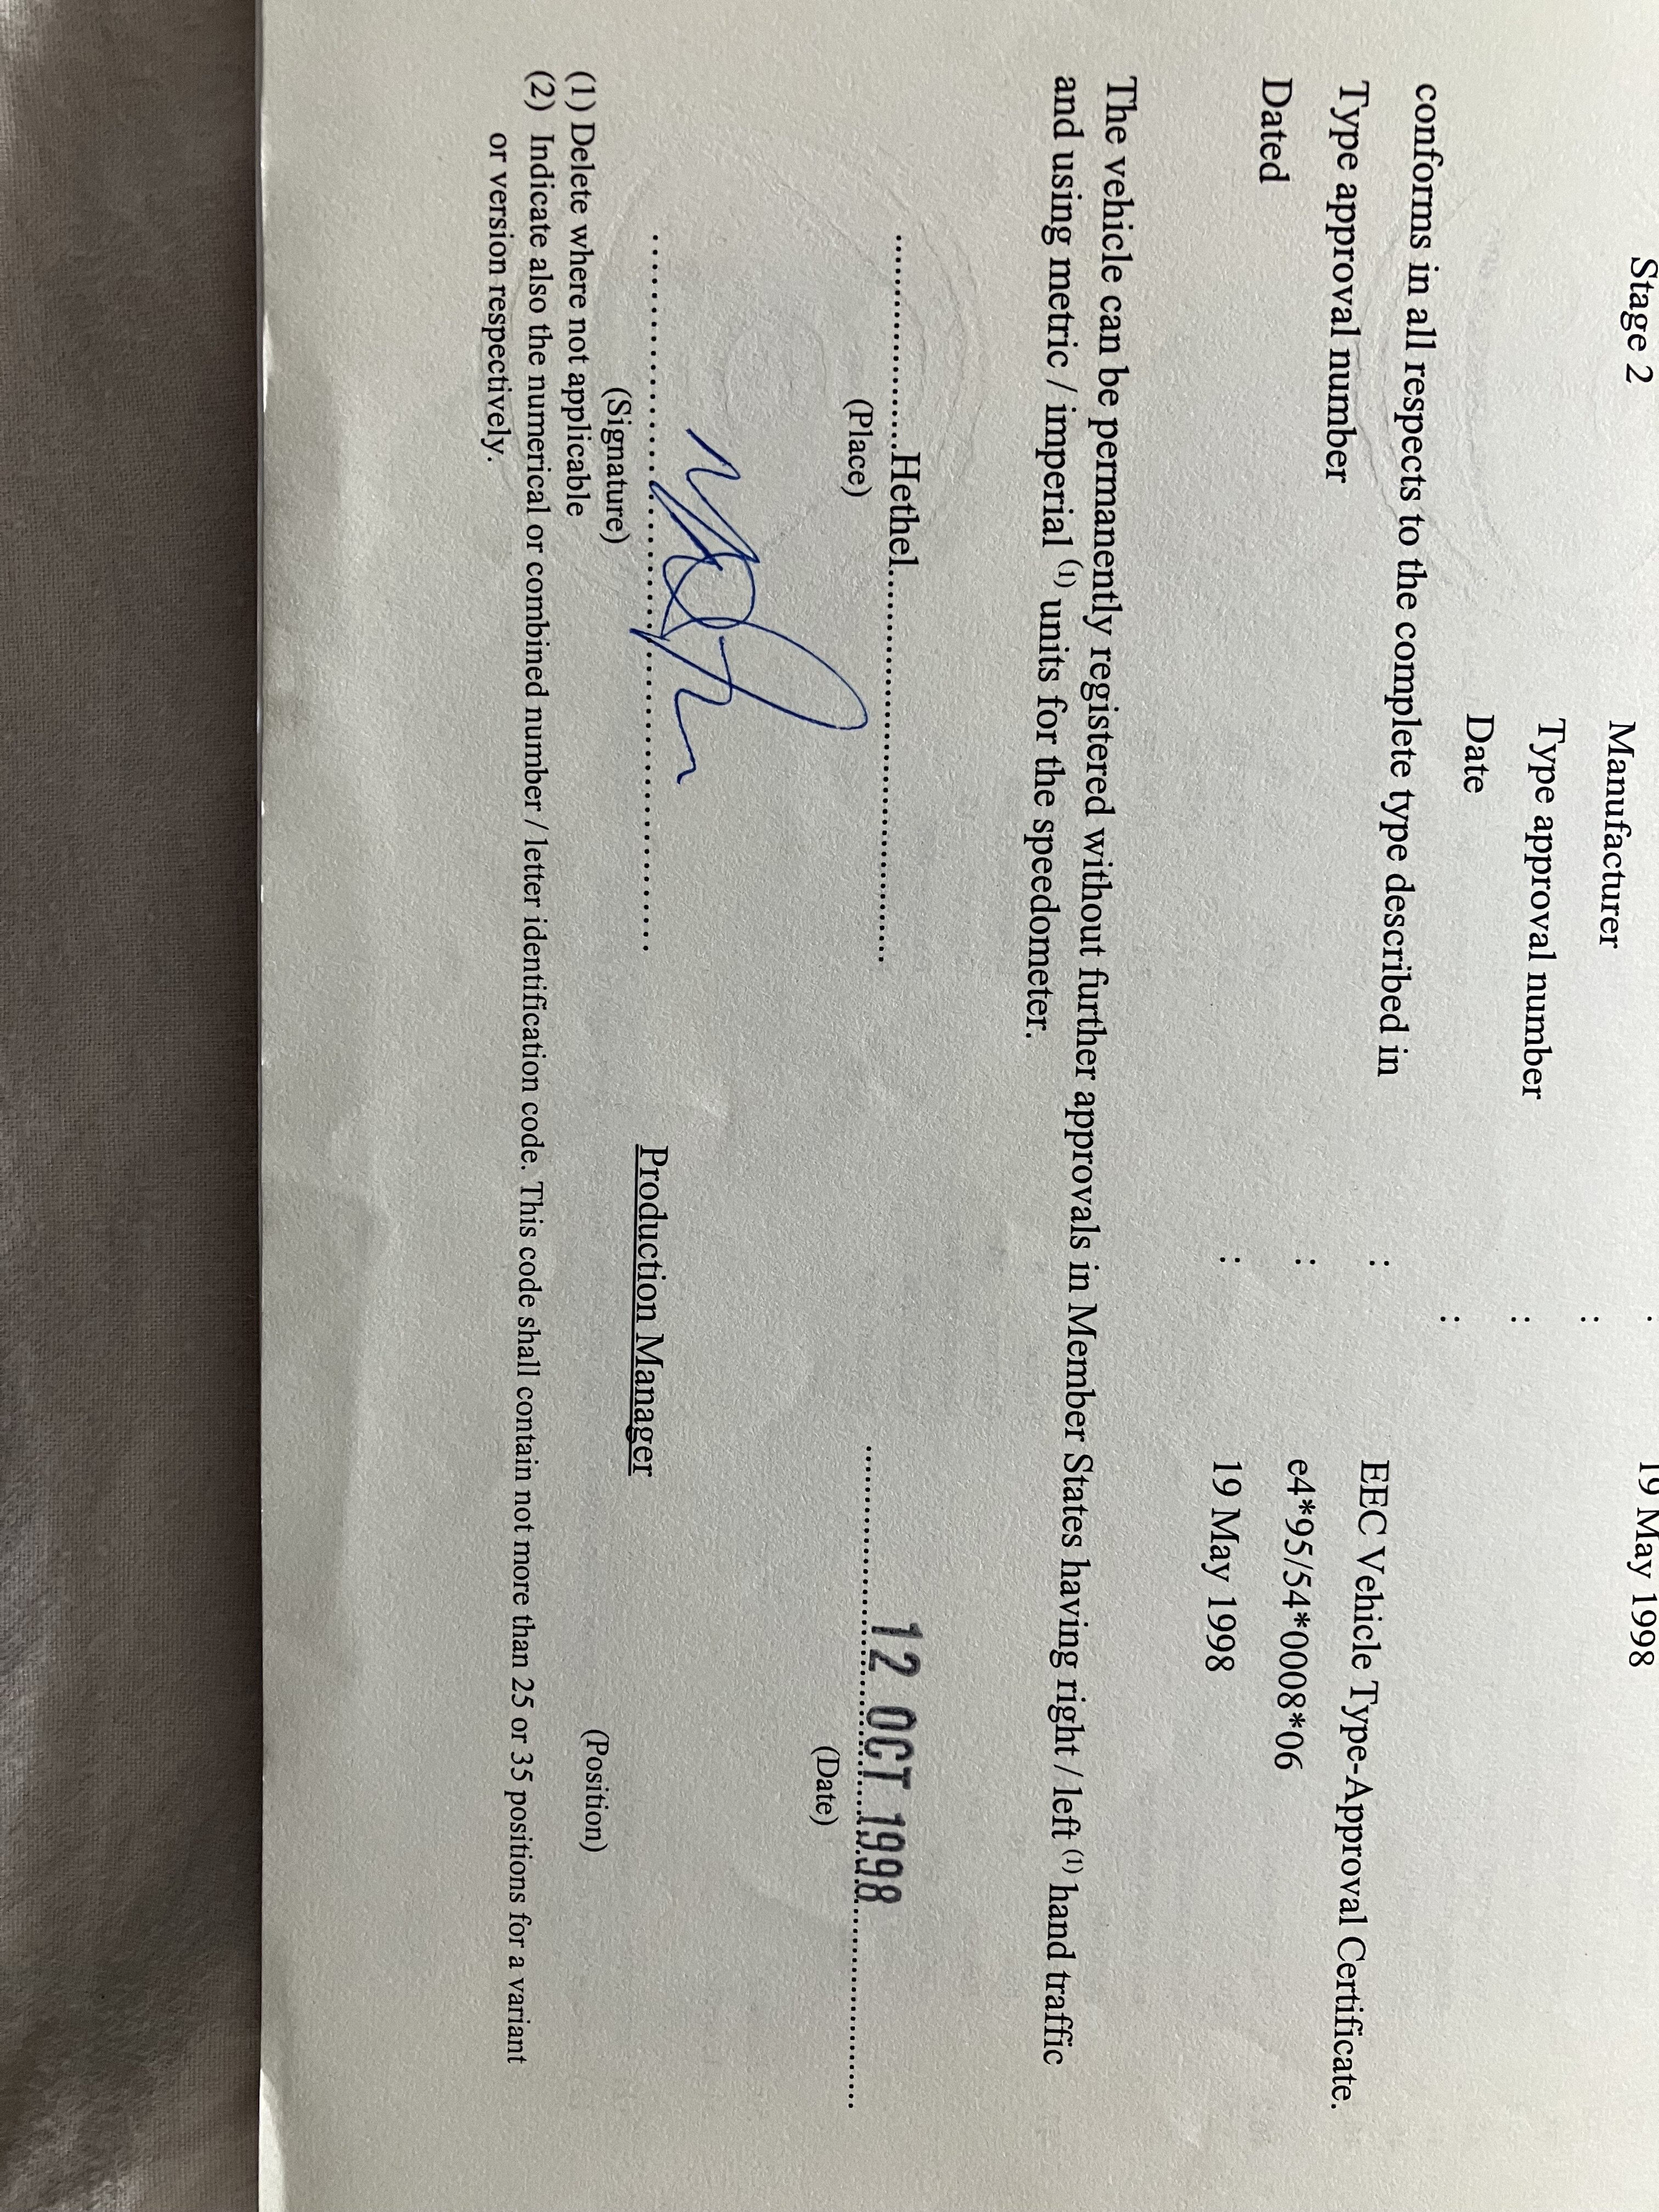 19 May 1998
Stage 2
Manufacturer :
Type approval number :
Date :
conforms in all respects to the complete type described in : EEC Vehicle Type-Approval Certificate.
Type approval number : e4*95/54*0008*06
Dated : 19 May 1998
The vehicle can be permanently registered without further approvals in Member States having right / left (1) hand traffic
and using metric / imperial (1) units for the speedometer.
Hethel
12 OCT 1998
(Place)
(Date)
Production Manager
(Signature)
(Position)
(1) Delete where not applicable
(2) Indicate also the numerical or combined number / letter identification code. This code shall contain not more than 25 or 35 positions for a variant
or version respectively.